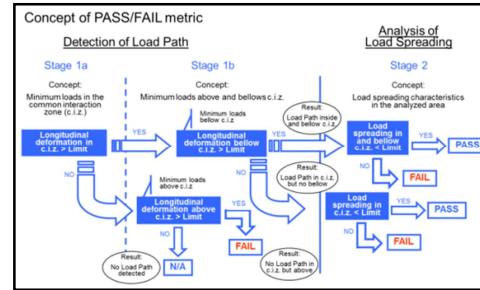 Concept of PASS/FAIL metric
Detection of Load Path
Analysis of
Load Spreading
Stage 1a
Stage 1b
Stage 2
Concept:
Minimum loads in the
common interaction
zone (c.i.z.)
Concept:
Minimum loads above and bellows c.i.z.
Concept:
Load spreading characteristics
in the analyzed area
Minimum loads
bellow c.i.z.
Result:
Load Path inside
and bellow c.i.z.
Longitudinal
deformation in
c.i.z. > Limit
YES
Longitudinal
deformation bellow
c.i.z. > Limit
YES
Load
spreading in
and bellow
c.i.z. < Limit
YES
PASS
NO
Minimum loads
above c.i.z
NO
Result:
Load Path in c.i.z.
but no bellow
NO
FAIL
Longitudinal
deformation above
c.i.z. > Limit
YES
Load
spreading in
c.i.z. < Limit
YES
PASS
NO
FAIL
NO
FAIL
Result:
No Load Path
detected
N/A
Result:
No Load Path in
c.i.z. but above